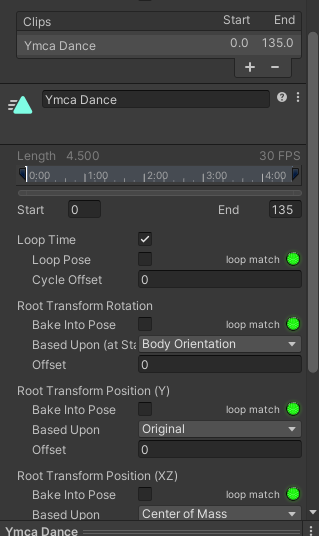 Clips Start End
Ymca Dance 0.0 135.0
+ −
Ymca Dance
Length 4.500 30 FPS
0:00 1:00 2:00 3:00 4:00
Start 0 End 135
Loop Time
Loop Pose loop match
Cycle Offset 0
Root Transform Rotation
Bake Into Pose loop match
Based Upon (at Sta Body Orientation
Offset 0
Root Transform Position (Y)
Bake Into Pose loop match
Based Upon Original
Offset 0
Root Transform Position (XZ)
Bake Into Pose loop match
Based Upon Center of Mass
Ymca Dance